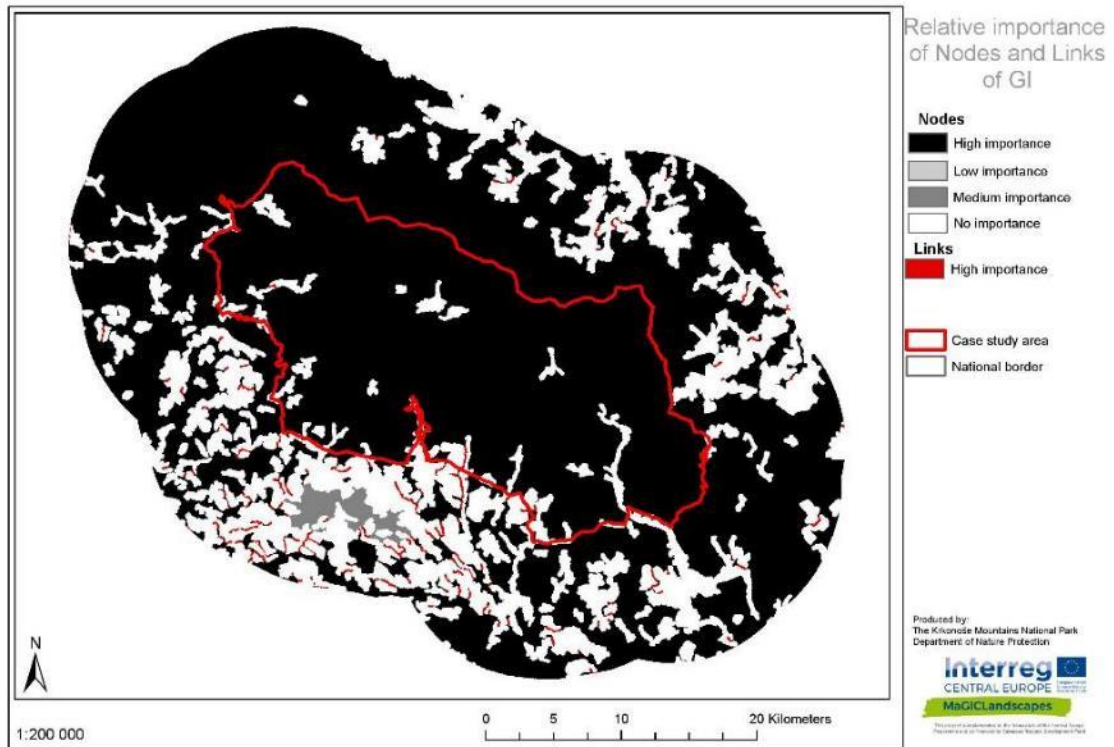 Relative importance
of Nodes and Links
of GI
Nodes
High importance
Low importance
Medium importance
No importance
Links
High importance
Case study area
National border
N
1:200 000
0 5 10 20 Kilometers
Produced by:
The Krkonoše Mountains National Park
Department of Nature Protection
Interreg
CENTRAL EUROPE
MaGICLandscapes